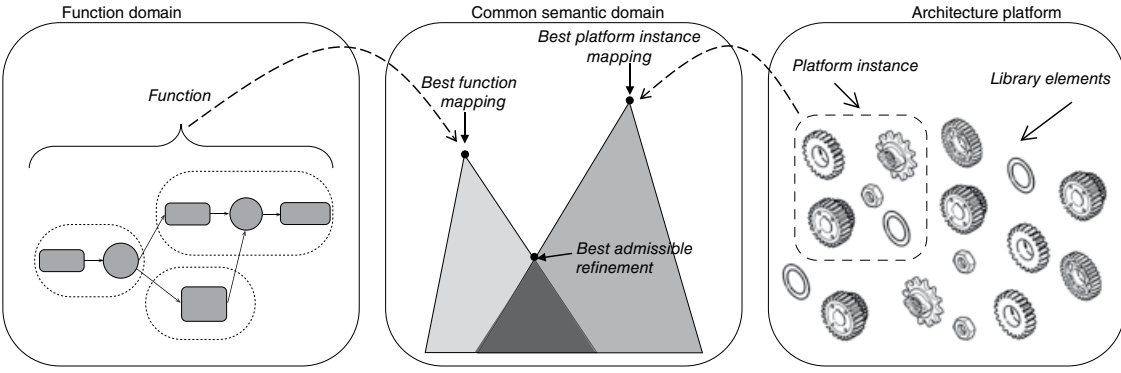 Function domain
Common semantic domain
Architecture platform
Function
Best function
mapping
Best platform instance
mapping
Best admissible
refinement
Platform instance
Library elements